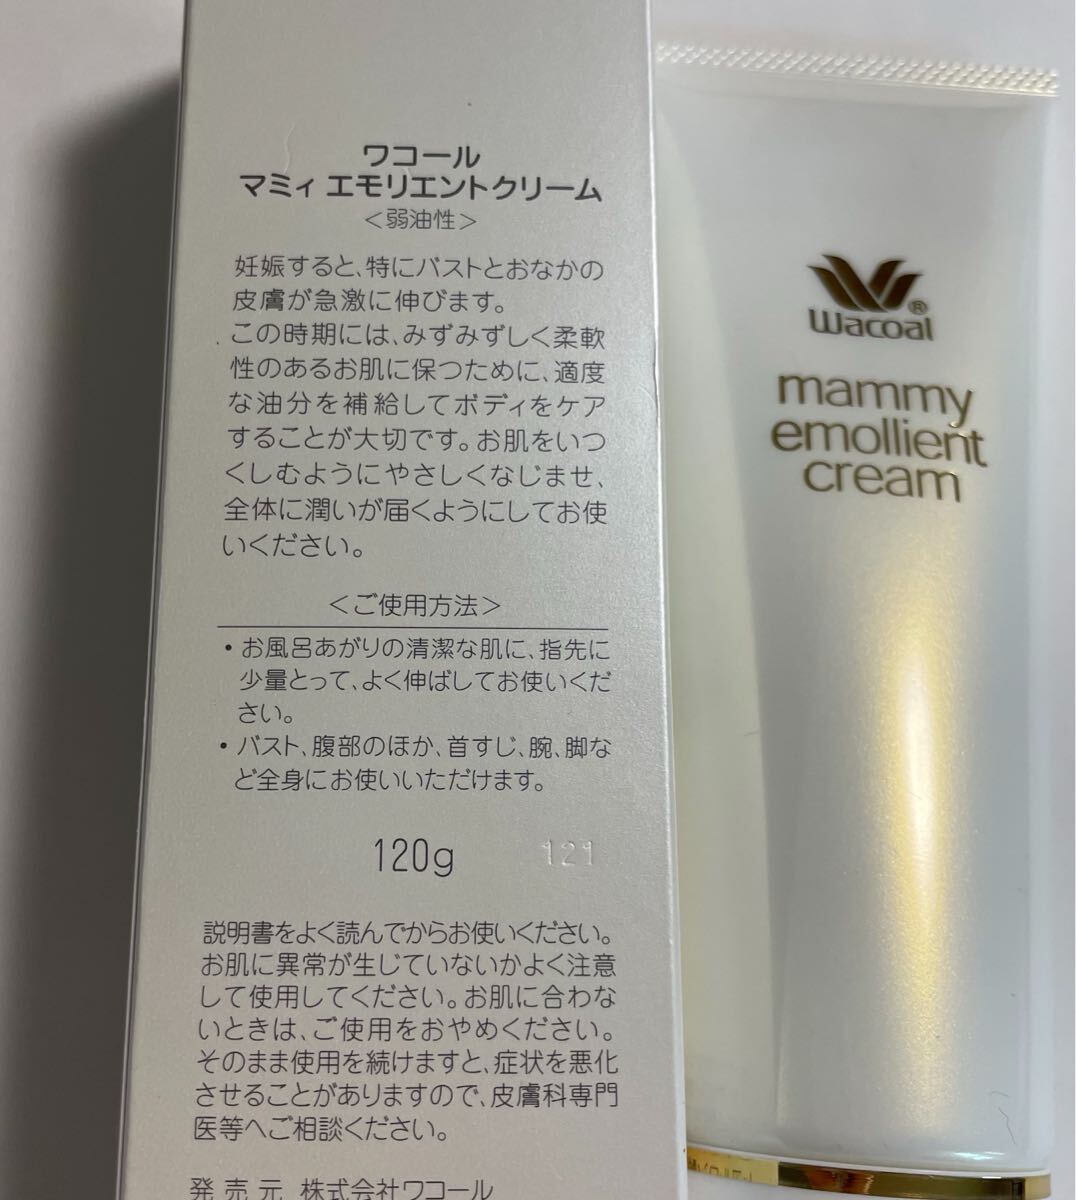 ワコール
マミィ エモリエントクリーム
＜弱油性＞
妊娠すると、特にバストとおなかの
皮膚が急激に伸びます。
この時期には、みずみずしく柔軟
性のあるお肌に保つために、適度
な油分を補給してボディをケア
することが大切です。お肌をいつ
くしむようにやさしくなじませ、
全体に潤いが届くようにしてお使
いください。
＜ご使用方法＞
・お風呂あがりの清潔な肌に、指先に
少量とって、よく伸ばしてお使いくだ
さい。
・バスト、腹部のほか、首すじ、腕、脚な
ど全身にお使いいただけます。
120g 121
説明書をよく読んでからお使いください。
お肌に異常が生じていないかよく注意
して使用してください。お肌に合わな
いときは、ご使用をおやめください。
そのまま使用を続けますと、症状を悪化
させることがありますので、皮膚科専門
医等へご相談ください。
発売元 株式会社ワコール
Wacoal®
mammy
emollient
cream